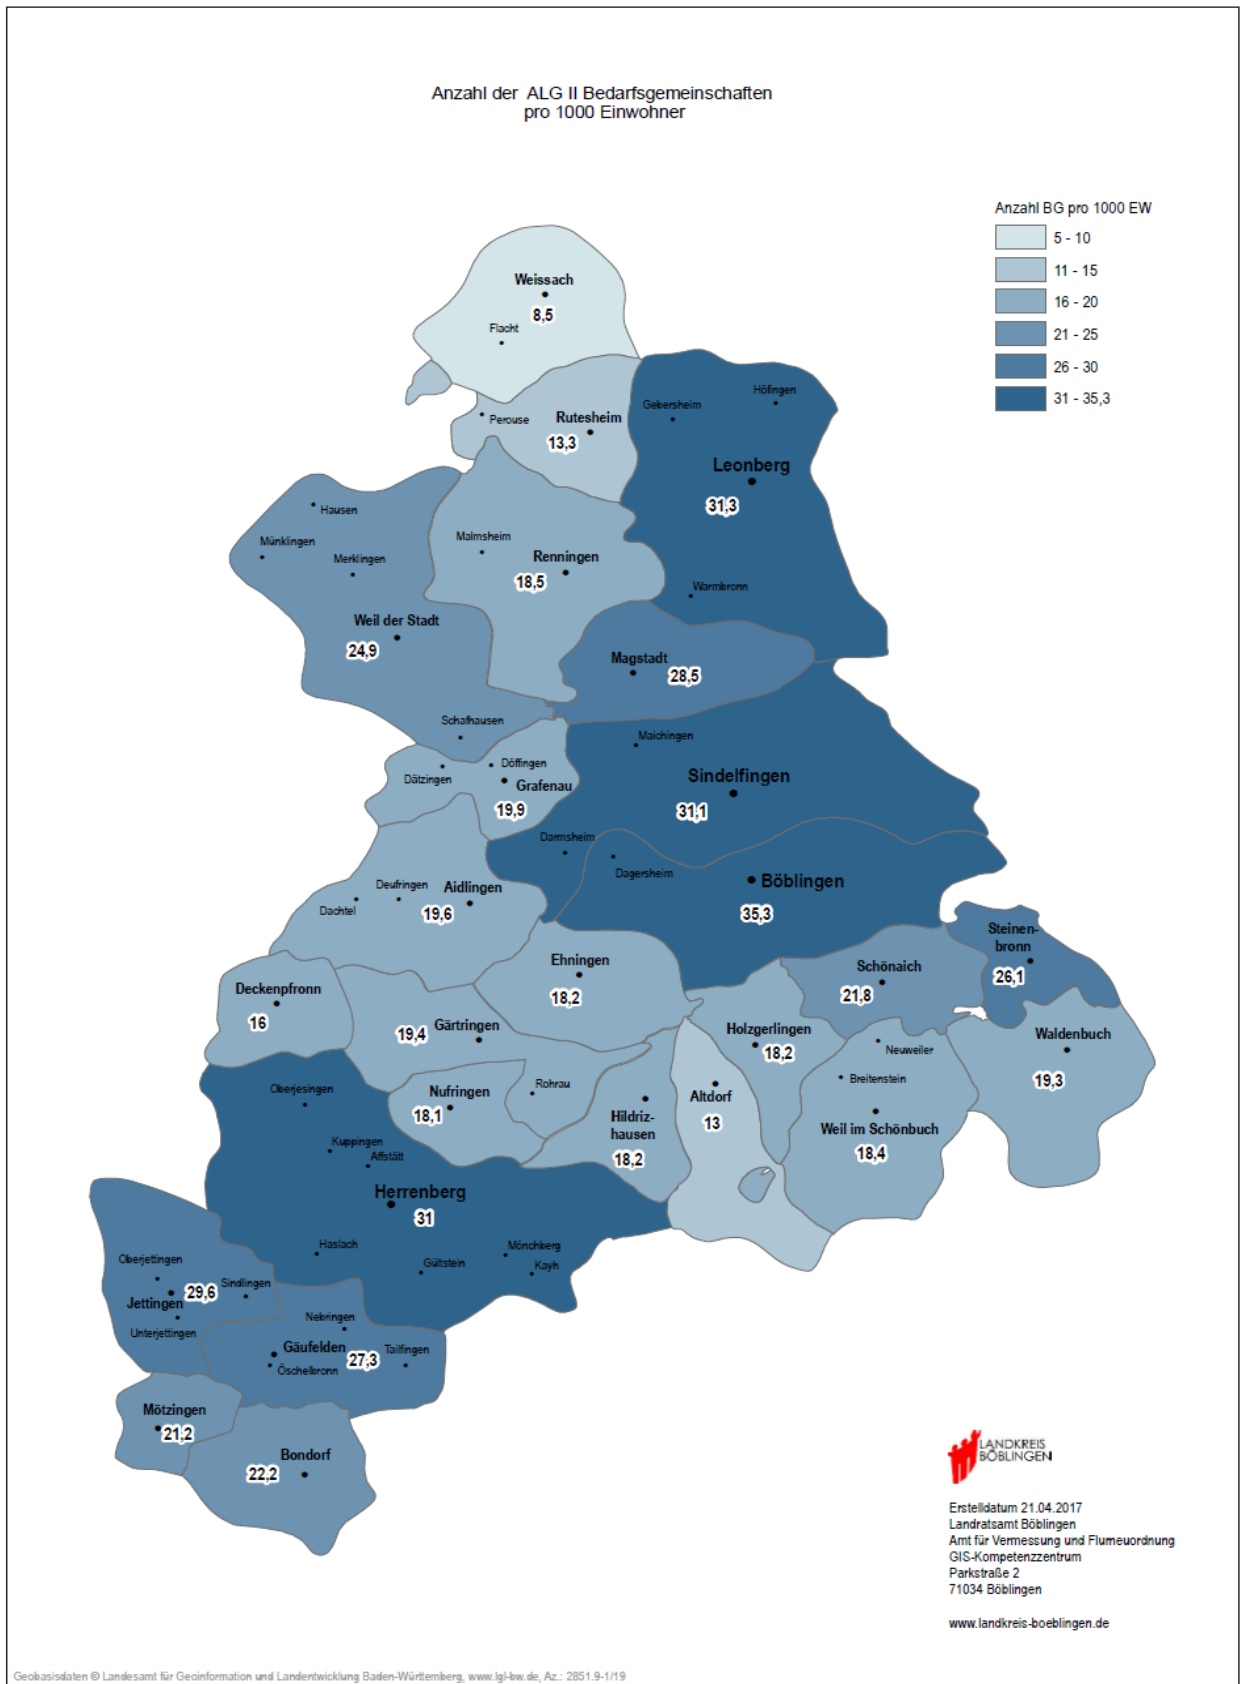 Anzahl der ALG II Bedarfsgemeinschaften
pro 1000 Einwohner
Anzahl BG pro 1000 EW
5 - 10
11 - 15
16 - 20
21 - 25
26 - 30
31 - 35,3
Weissach
8,5
Flacht
Perouse
Rutesheim
13,3
Gebersheim
Höfingen
Leonberg
31,3
Warmbronn
Hausen
Münklingen
Merklingen
Weil der Stadt
24,9
Schafhausen
Malmsheim
Renningen
18,5
Magstadt
28,5
Maichingen
Sindelfingen
31,1
Darmsheim
Dätzingen
Döffingen
Grafenau
19,9
Dagersheim
Böblingen
35,3
Deufringen
Aidlingen
Dachtel
19,6
Steinen-
bronn
26,1
Schönaich
21,8
Ehningen
18,2
Deckenpfronn
16
Gärtringen
19,4
Rohrau
Nufringen
18,1
Hildriz-
hausen
18,2
Altdorf
13
Holzgerlingen
18,2
Neuweiler
Breitenstein
Weil im Schönbuch
18,4
Waldenbuch
19,3
Oberjesingen
Kuppingen
Affstätt
Herrenberg
31
Haslach
Gültstein
Mönchberg
Kayh
Oberjettingen
Jettingen
29,6
Sindlingen
Unterjettingen
Nebringen
Gäufelden
27,3
Tailfingen
Öschelbronn
Mötzingen
21,2
Bondorf
22,2
LANDKREIS
BÖBLINGEN
Erstelldatum 21.04.2017
Landratsamt Böblingen
Amt für Vermessung und Flurneuordnung
GIS-Kompetenzzentrum
Parkstraße 2
71034 Böblingen
www.landkreis-boeblingen.de
Geobasisdaten © Landesamt für Geoinformation und Landentwicklung Baden-Württemberg, www.lgl-bw.de, Az.: 2851.9-1/19